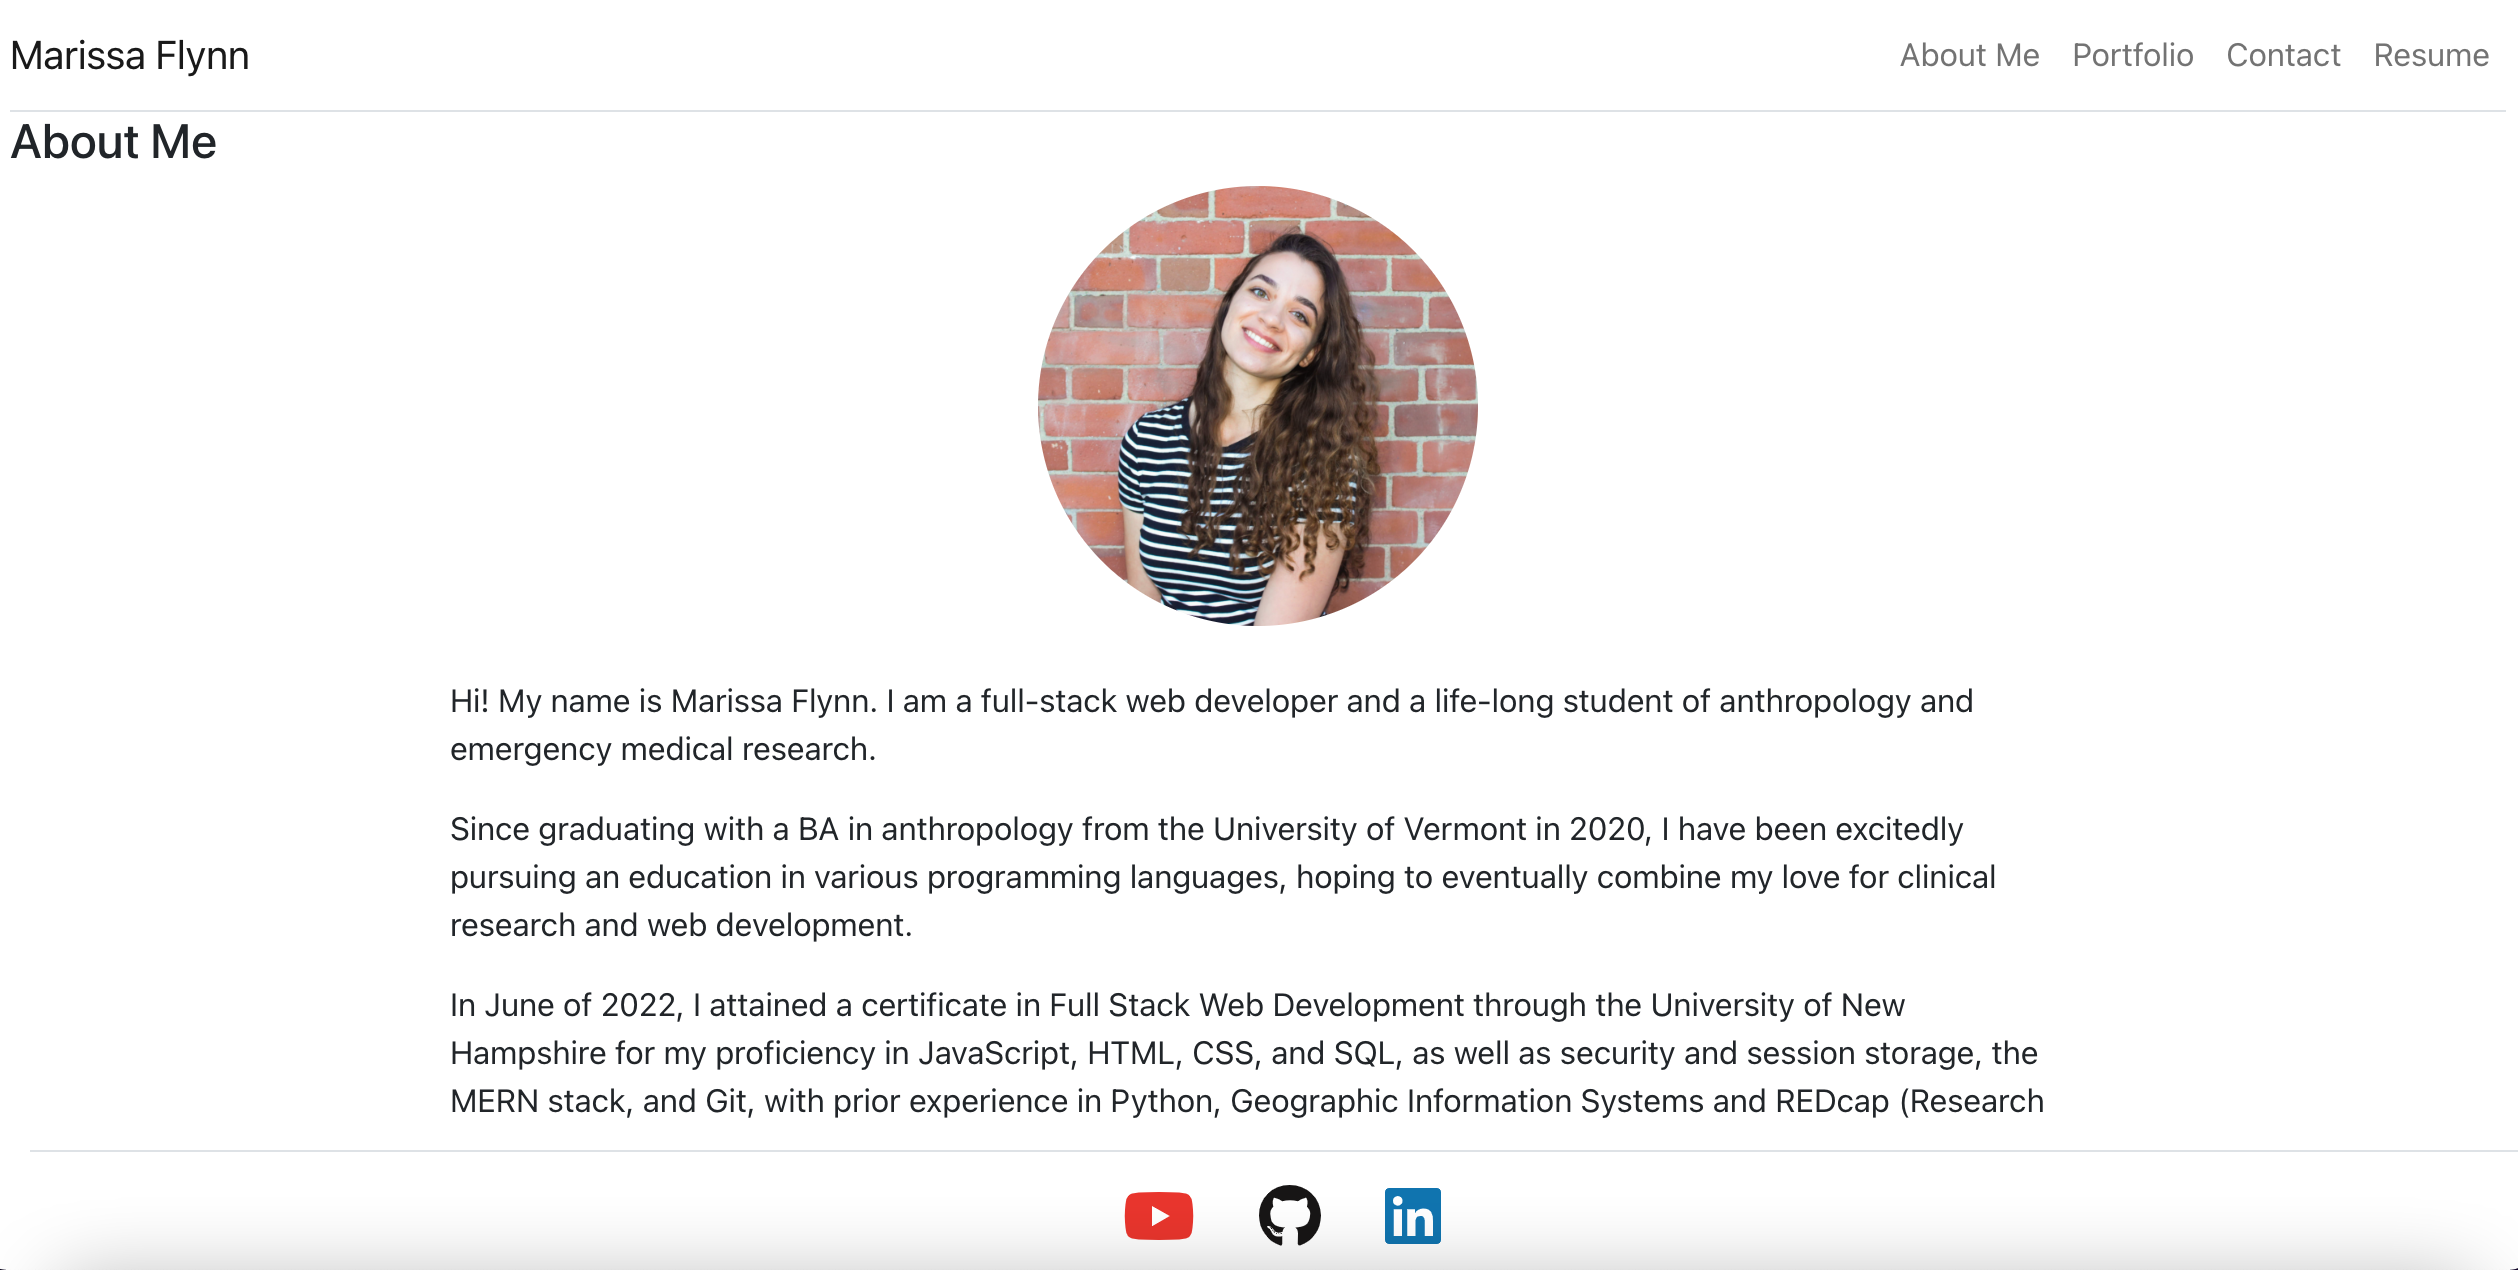 Marissa Flynn
About Me Portfolio Contact Resume
About Me
Hi! My name is Marissa Flynn. I am a full-stack web developer and a life-long student of anthropology and
emergency medical research.
Since graduating with a BA in anthropology from the University of Vermont in 2020, I have been excitedly
pursuing an education in various programming languages, hoping to eventually combine my love for clinical
research and web development.
In June of 2022, I attained a certificate in Full Stack Web Development through the University of New
Hampshire for my proficiency in JavaScript, HTML, CSS, and SQL, as well as security and session storage, the
MERN stack, and Git, with prior experience in Python, Geographic Information Systems and REDcap (Research
in